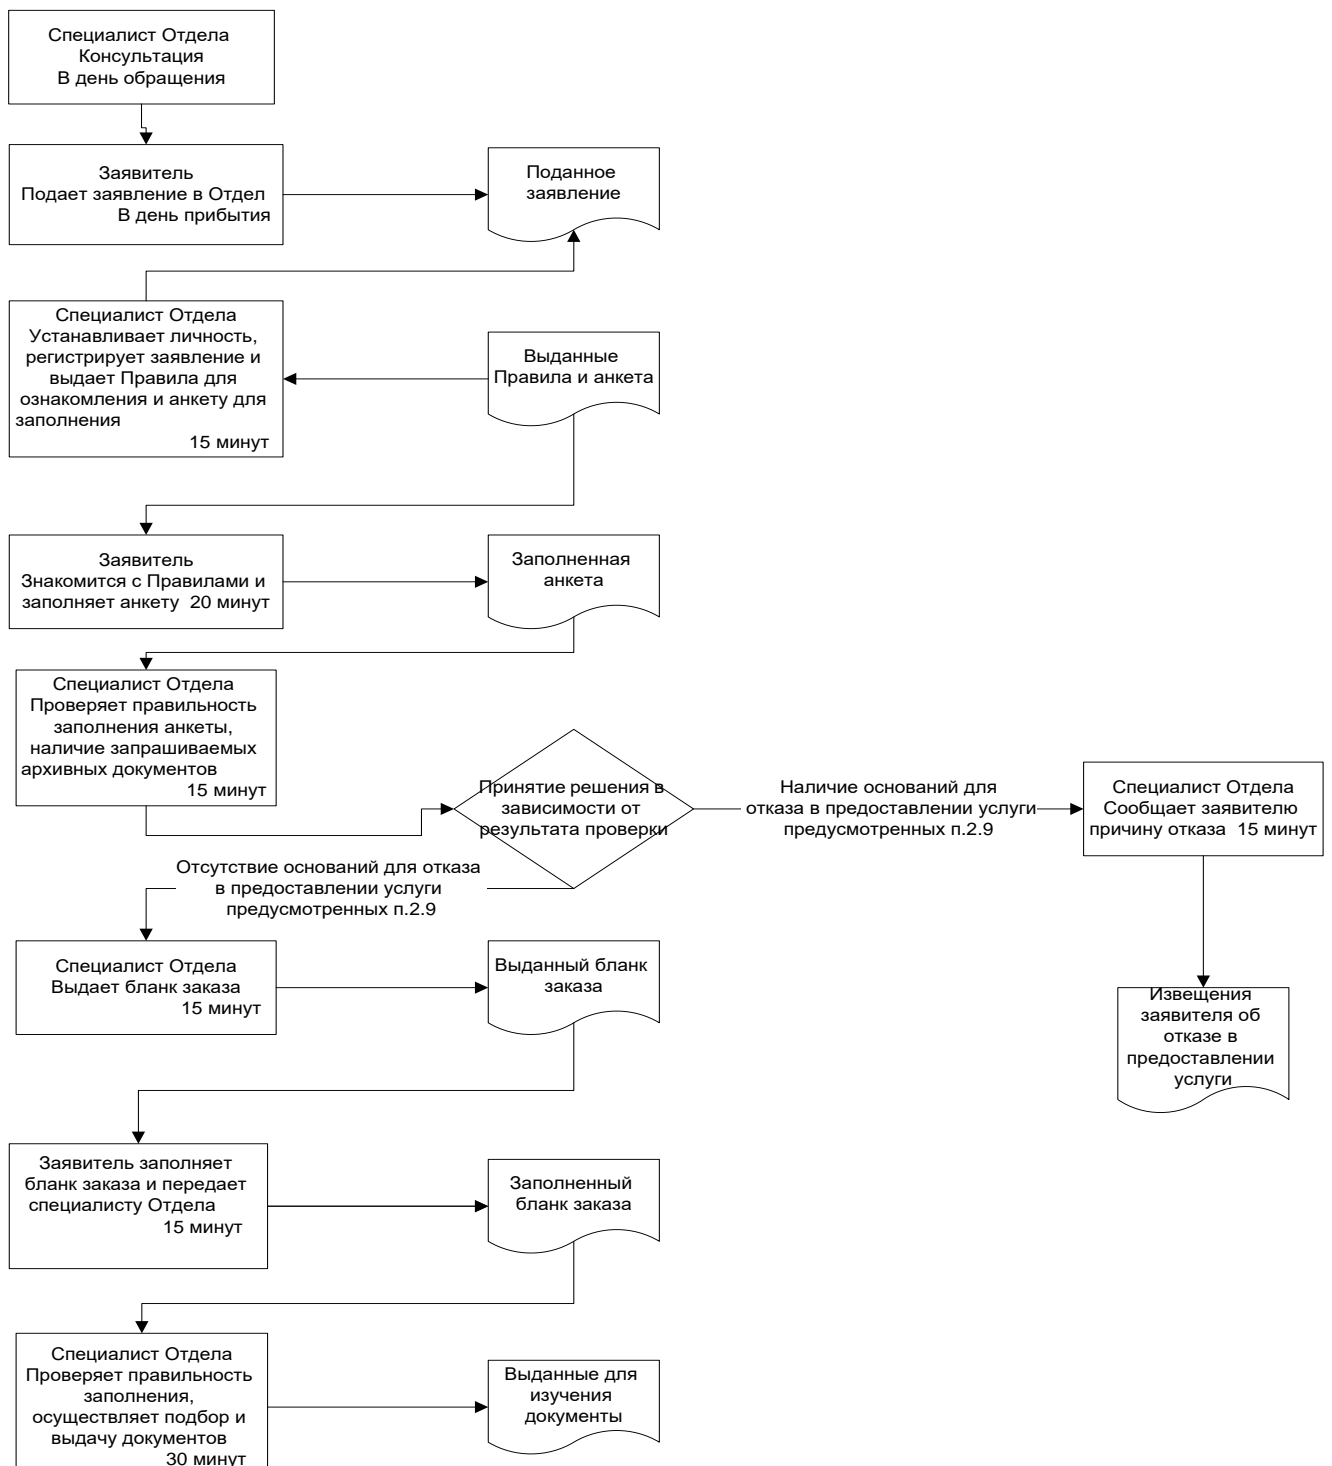 Специалист Отдела
Консультация
В день обращения
Заявитель
Подает заявление в Отдел
В день прибытия
Поданное
заявление
Специалист Отдела
Устанавливает личность,
регистрирует заявление и
выдает Правила для
ознакомления и анкету для
заполнения
15 минут
Выданные
Правила и анкета
Заявитель
Знакомится с Правилами и
заполняет анкету 20 минут
Заполненная
анкета
Специалист Отдела
Проверяет правильность
заполнения анкеты,
наличие запрашиваемых
архивных документов
15 минут
Принятие решения в
зависимости от
результата проверки
Наличие оснований для
отказа в предоставлении услуги
предусмотренных п.2.9
Специалист Отдела
Сообщает заявителю
причину отказа 15 минут
Отсутствие оснований для отказа
в предоставлении услуги
предусмотренных п.2.9
Специалист Отдела
Выдает бланк заказа
15 минут
Выданный бланк
заказа
Извещения
заявителя об
отказе в
предоставлении
услуги
Заявитель заполняет
бланк заказа и передает
специалисту Отдела
15 минут
Заполненный
бланк заказа
Специалист Отдела
Проверяет правильность
заполнения,
осуществляет подбор и
выдачу документов
30 минут
Выданные для
изучения
документы